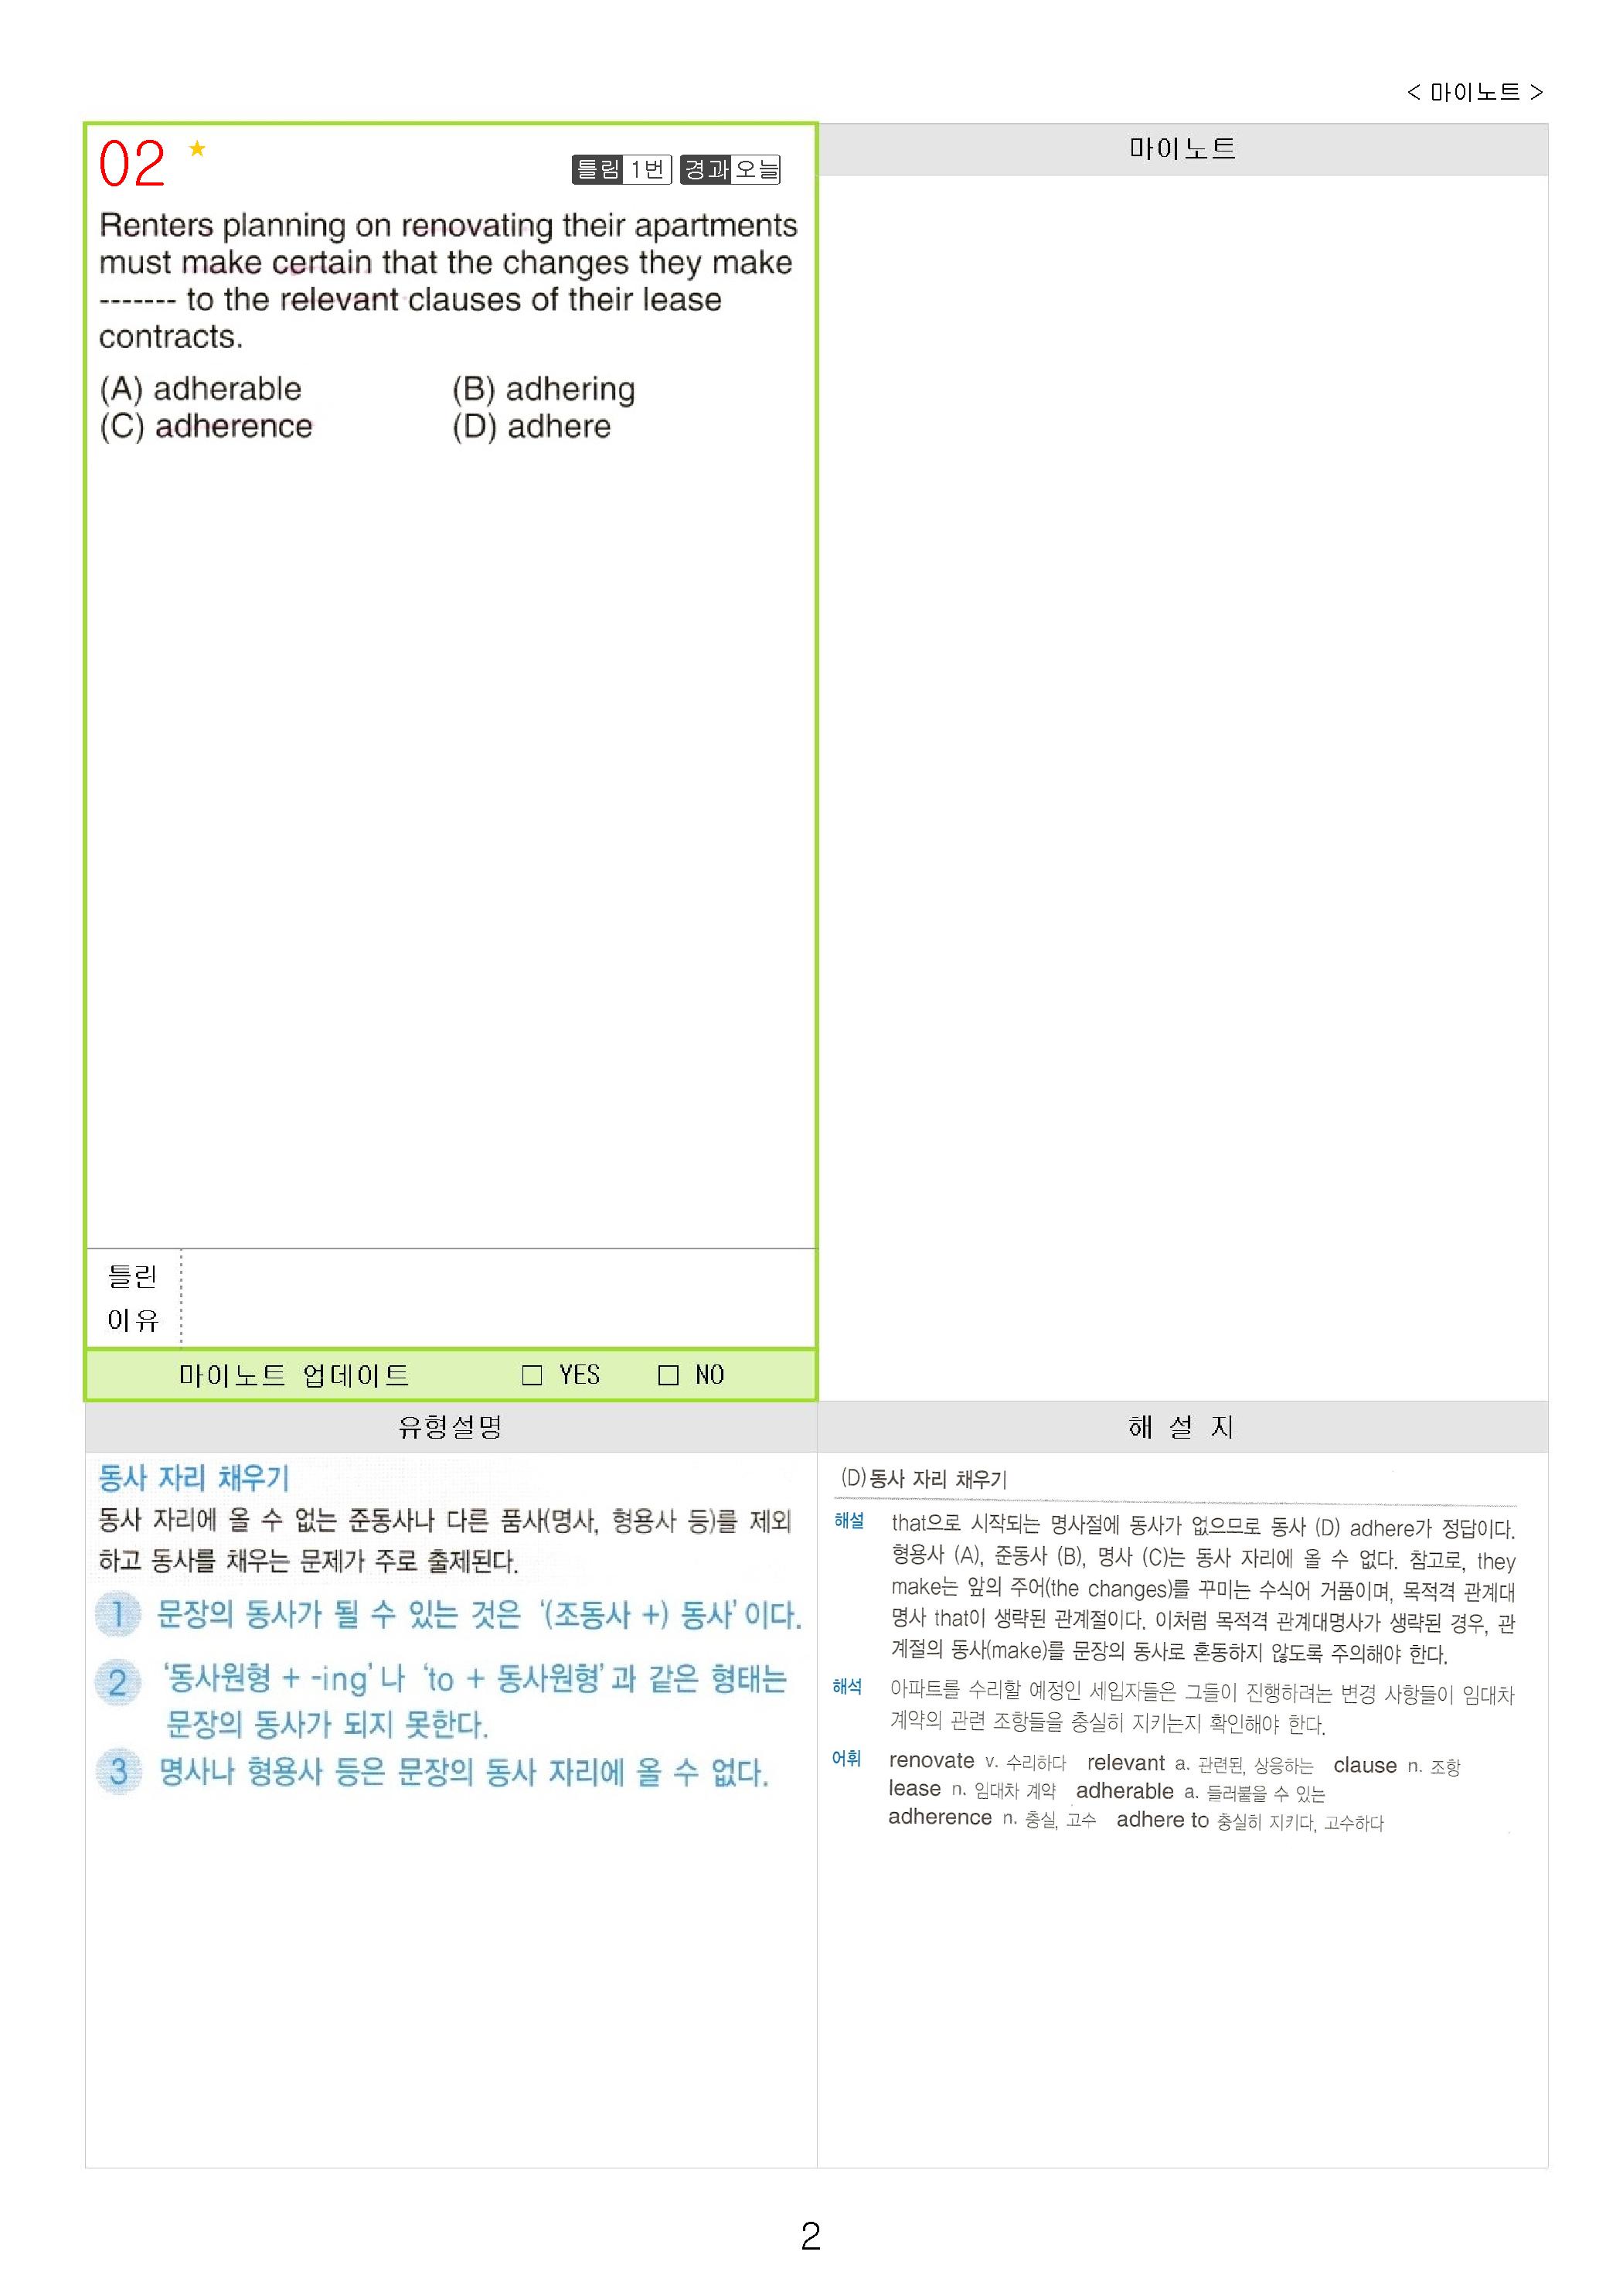 < 마이노트 >
02 ★
틀림 1번 경과 오늘
Renters planning on renovating their apartments
must make certain that the changes they make
------- to the relevant clauses of their lease
contracts.
(A) adherable (B) adhering
(C) adherence (D) adhere
틀린
이유
마이노트 업데이트 □ YES □ NO
마이노트
유형설명
동사 자리 채우기
동사 자리에 올 수 없는 준동사나 다른 품사(명사, 형용사 등)를 제외
하고 동사를 채우는 문제가 주로 출제된다.
1 문장의 동사가 될 수 있는 것은 '(조동사 +) 동사'이다.
2 '동사원형 + -ing'나 'to + 동사원형'과 같은 형태는
문장의 동사가 되지 못한다.
3 명사나 형용사 등은 문장의 동사 자리에 올 수 없다.
해 설 지
(D) 동사 자리 채우기
해설 that으로 시작되는 명사절에 동사가 없으므로 동사 (D) adhere가 정답이다.
형용사 (A), 준동사 (B), 명사 (C)는 동사 자리에 올 수 없다. 참고로, they
make는 앞의 주어(the changes)를 꾸미는 수식어 거품이며, 목적격 관계대
명사 that이 생략된 관계절이다. 이처럼 목적격 관계대명사가 생략된 경우, 관
계절의 동사(make)를 문장의 동사로 혼동하지 않도록 주의해야 한다.
해석 아파트를 수리할 예정인 세입자들은 그들이 진행하려는 변경 사항들이 임대차
계약의 관련 조항들을 충실히 지키는지 확인해야 한다.
어휘 renovate v. 수리하다 relevant a. 관련된, 상응하는 clause n. 조항
lease n. 임대차 계약 adherable a. 들러붙을 수 있는
adherence n. 충실, 고수 adhere to 충실히 지키다, 고수하다
2